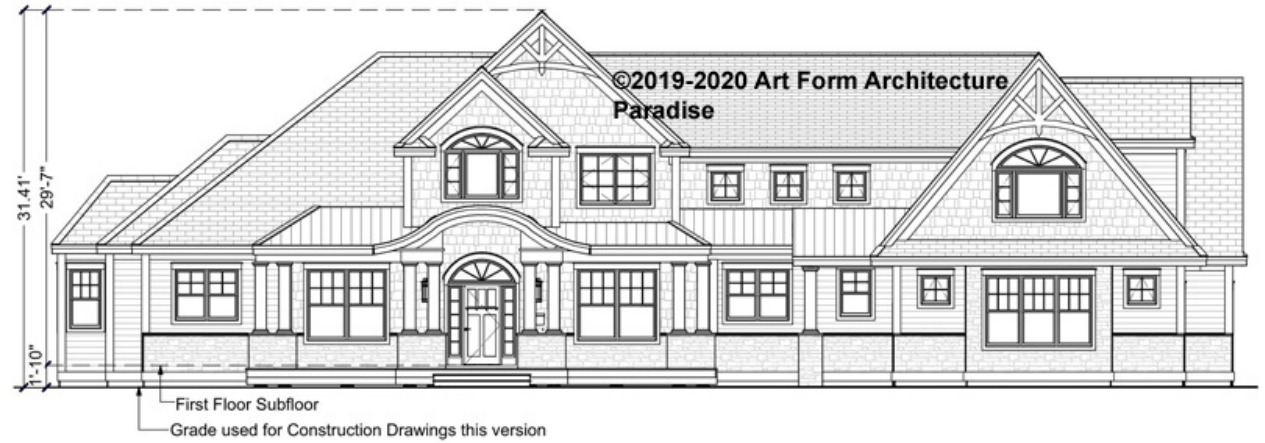 ©2019-2020 Art Form Architecture
Paradise
31.41'
29'-7"
1'-10"
First Floor Subfloor
Grade used for Construction Drawings this version